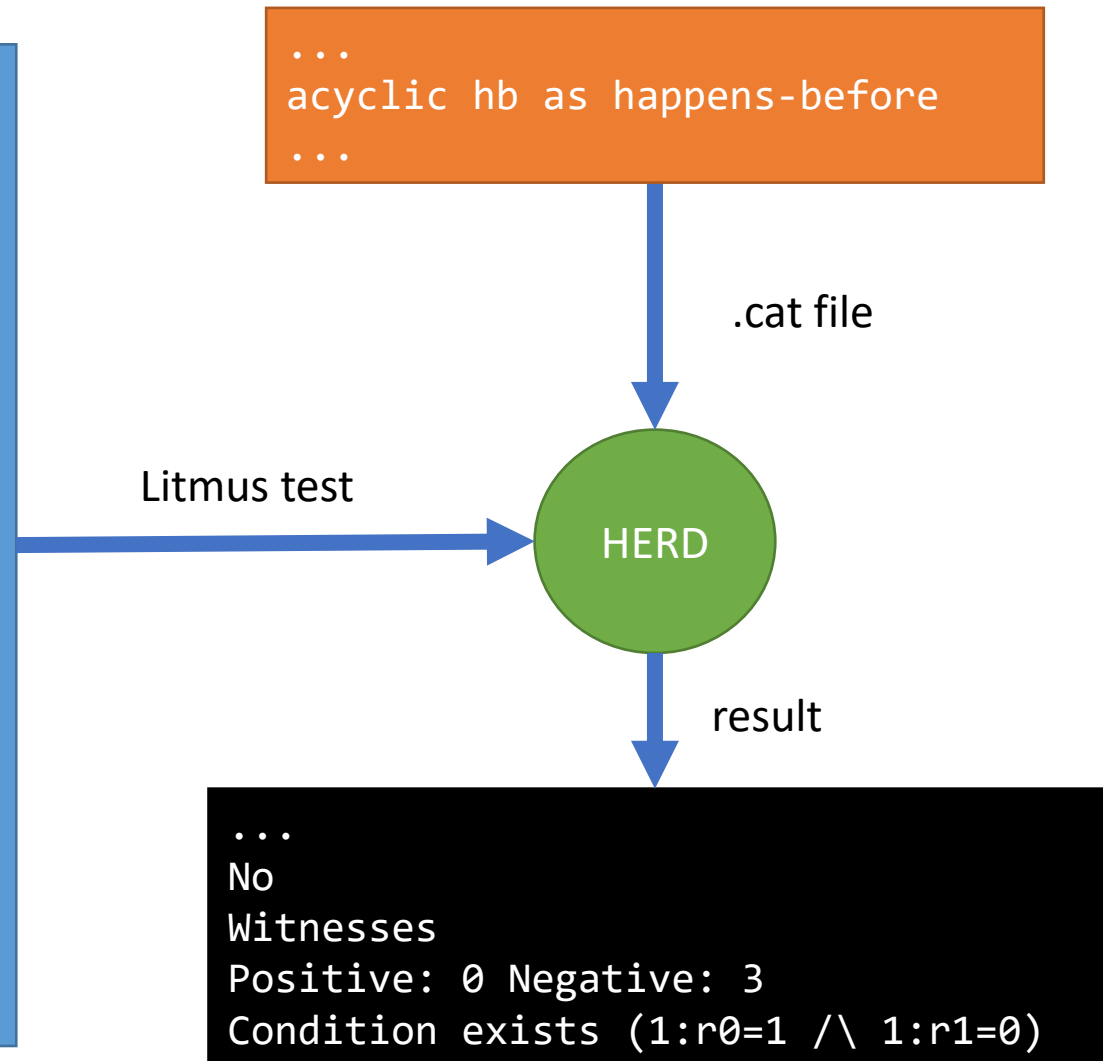 ...
acyclic hb as happens-before
...
.cat file
Litmus test
HERD
result
...
No
Witnesses
Positive: 0 Negative: 3
Condition exists (1:r0=1 /\ 1:r1=0)